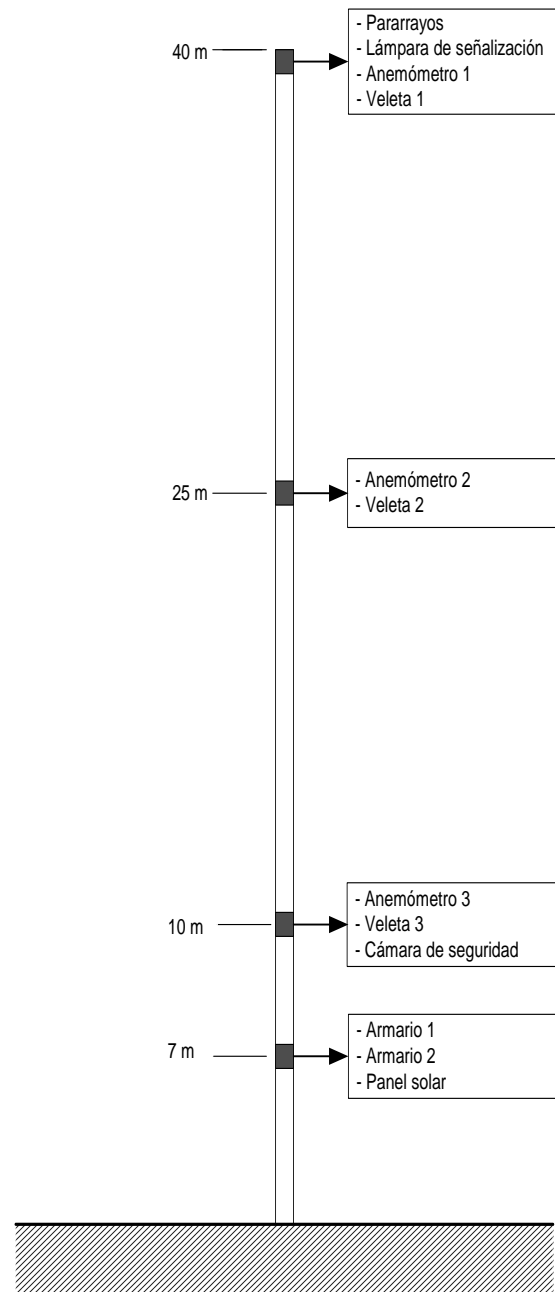 40 m
- Pararrayos
- Lámpara de señalización
- Anemómetro 1
- Veleta 1
25 m
- Anemómetro 2
- Veleta 2
10 m
- Anemómetro 3
- Veleta 3
- Cámara de seguridad
7 m
- Armario 1
- Armario 2
- Panel solar